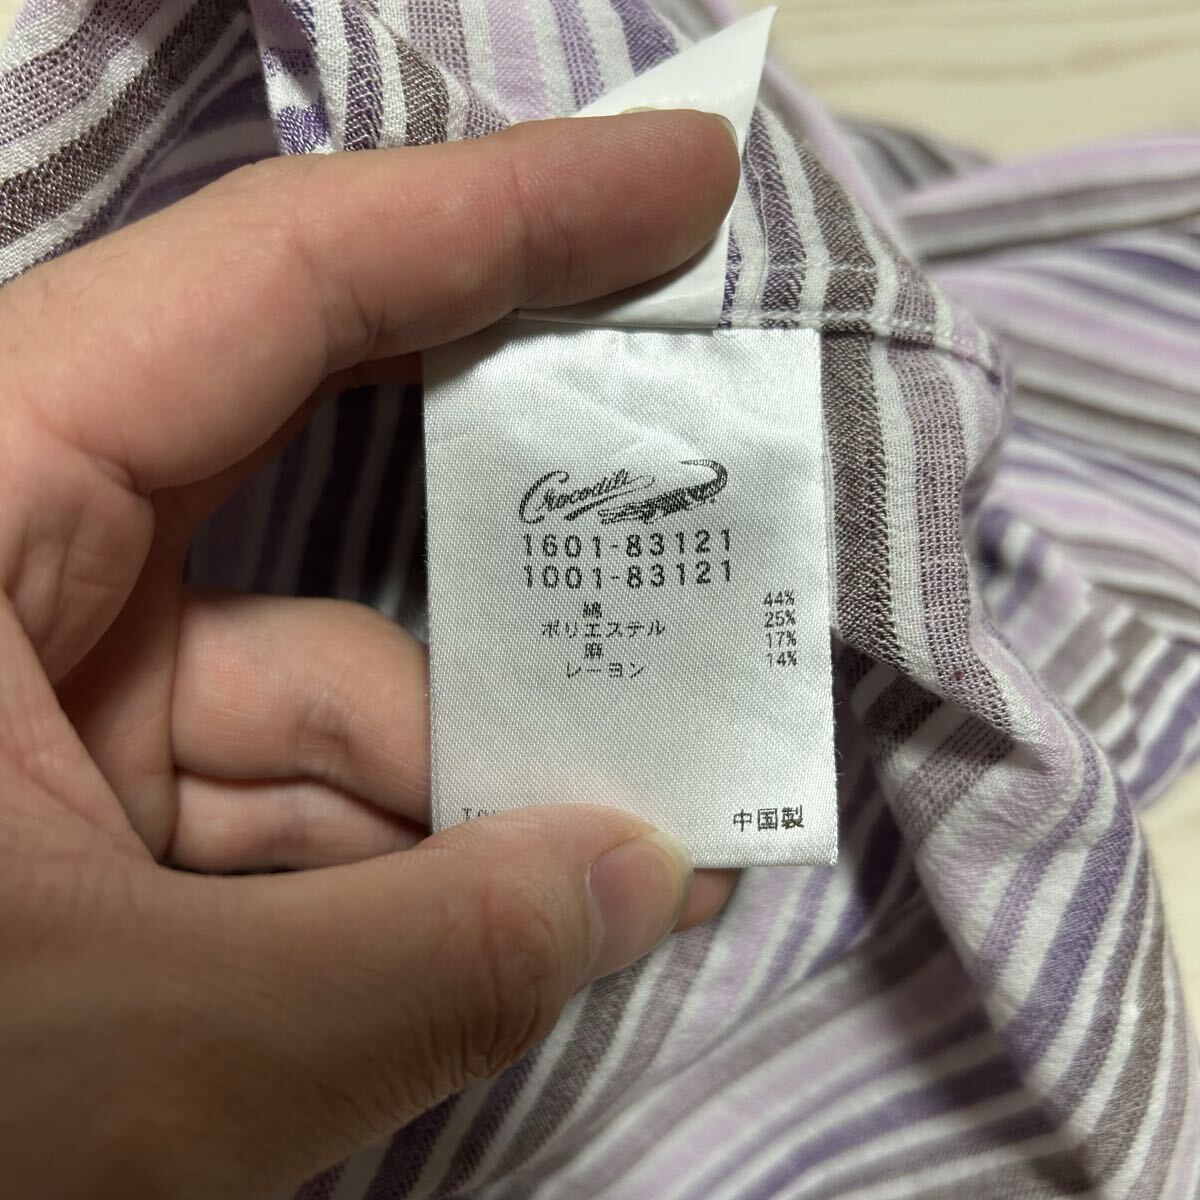 Crocodile
1601-83121
1001-83121
綿 44%
ポリエステル 25%
麻 17%
レーヨン 14%
中国製